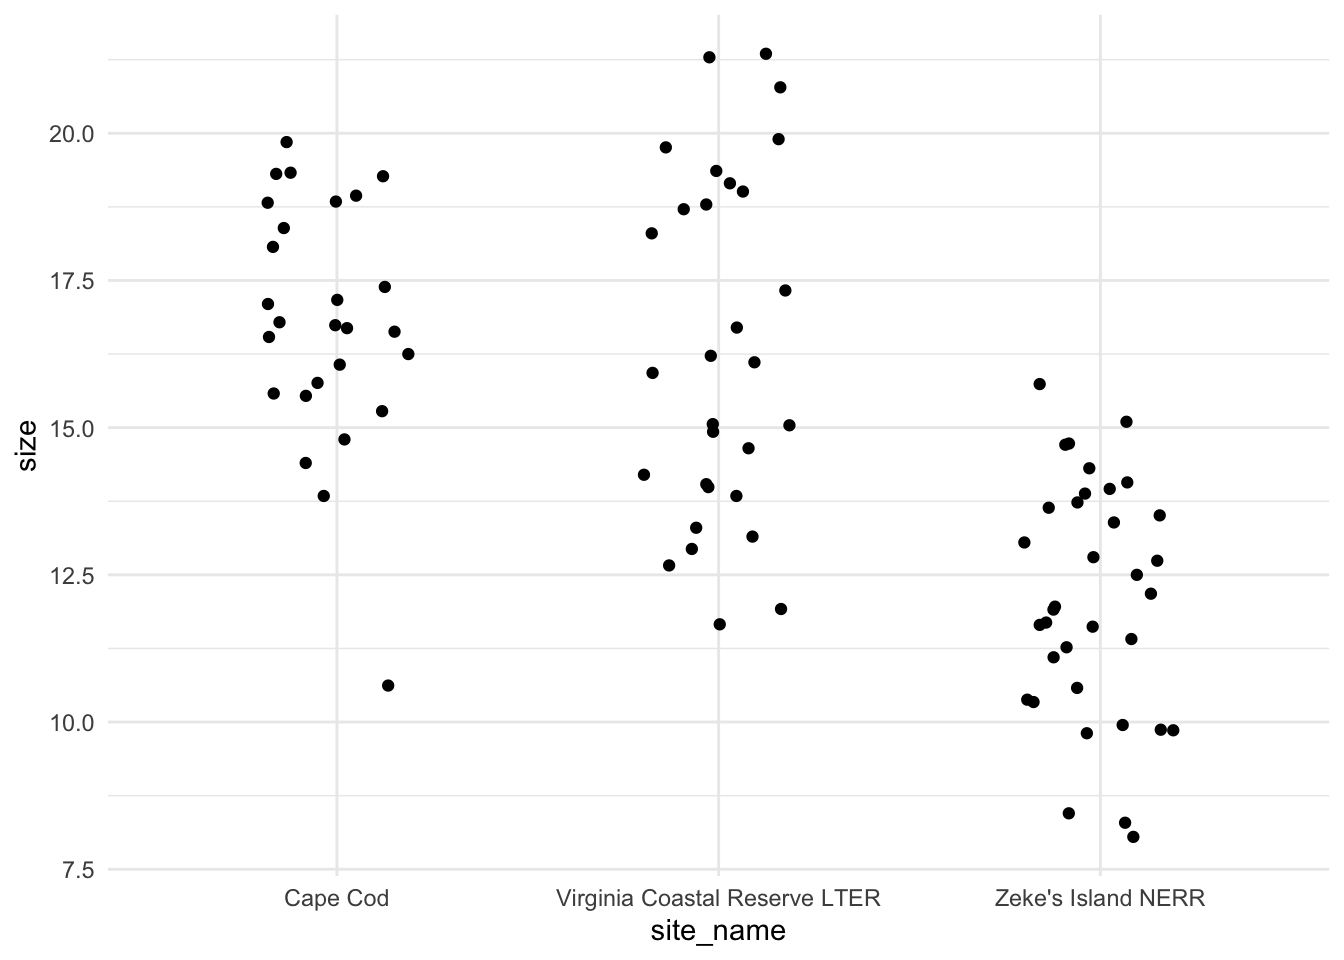 20.0
17.5
15.0
12.5
10.0
7.5
size
Cape Cod
Virginia Coastal Reserve LTER
Zeke's Island NERR
site_name